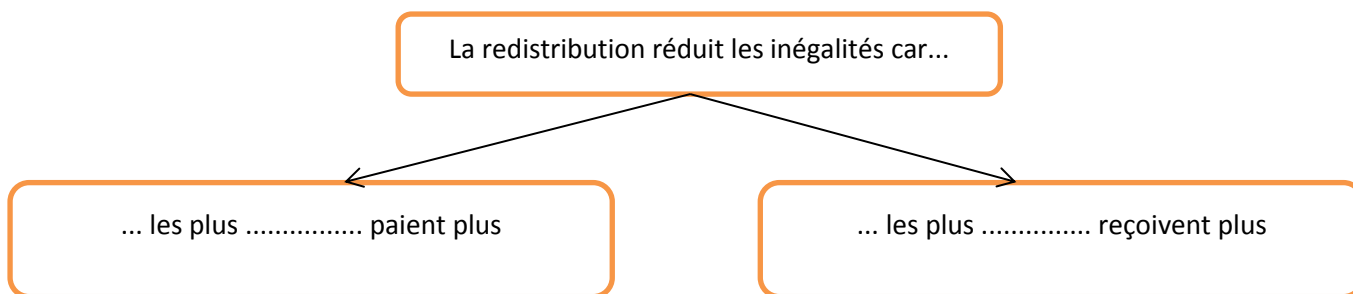 La redistribution réduit les inégalités car...
... les plus ................ paient plus
... les plus ............... reçoivent plus